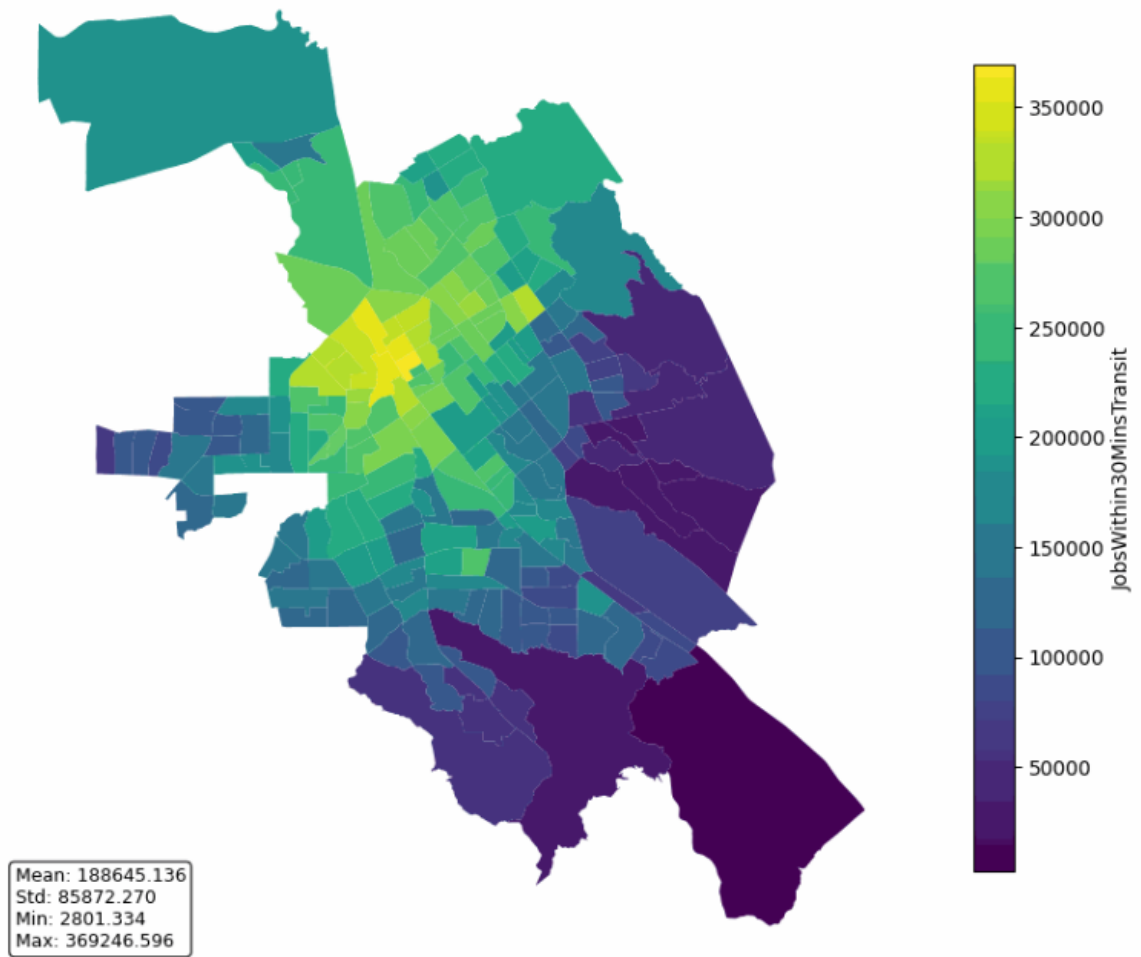 350000
300000
250000
200000
150000
100000
50000
JobsWithin30MinsTransit
Mean: 188645.136
Std: 85872.270
Min: 2801.334
Max: 369246.596